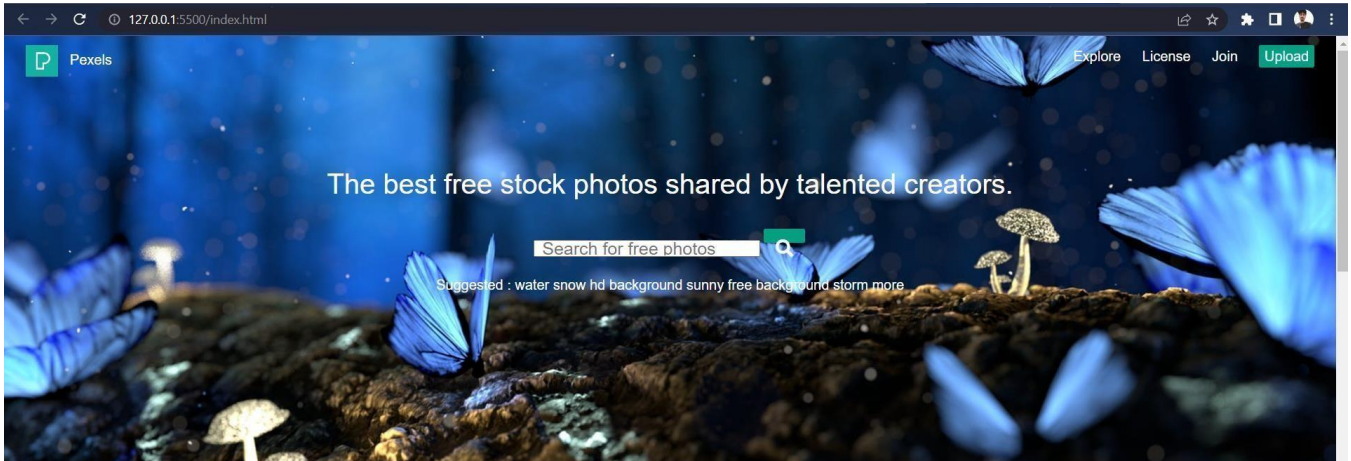 127.0.0.1:5500/index.html
Pexels Explore License Join Upload
The best free stock photos shared by talented creators.
Search for free photos
Suggested : water snow hd background sunny free background storm more